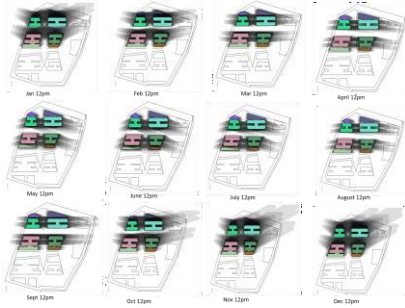 Jan 12pm
Feb 12pm
Mar 12pm
April 12pm
May 12pm
June 12pm
July 12pm
August 12pm
Sept 12pm
Oct 12pm
Nov 12pm
Dec 12pm